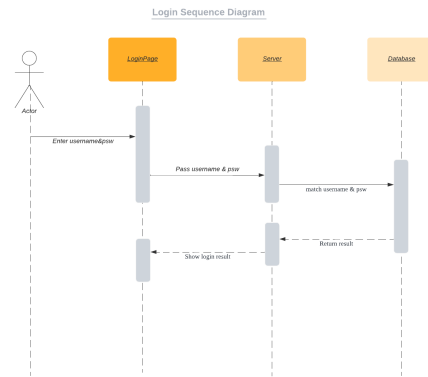 Login Sequence Diagram
LoginPage
Server
Database
Actor
Enter username&psw
Pass username & psw
match username & psw
Return result
Show login result